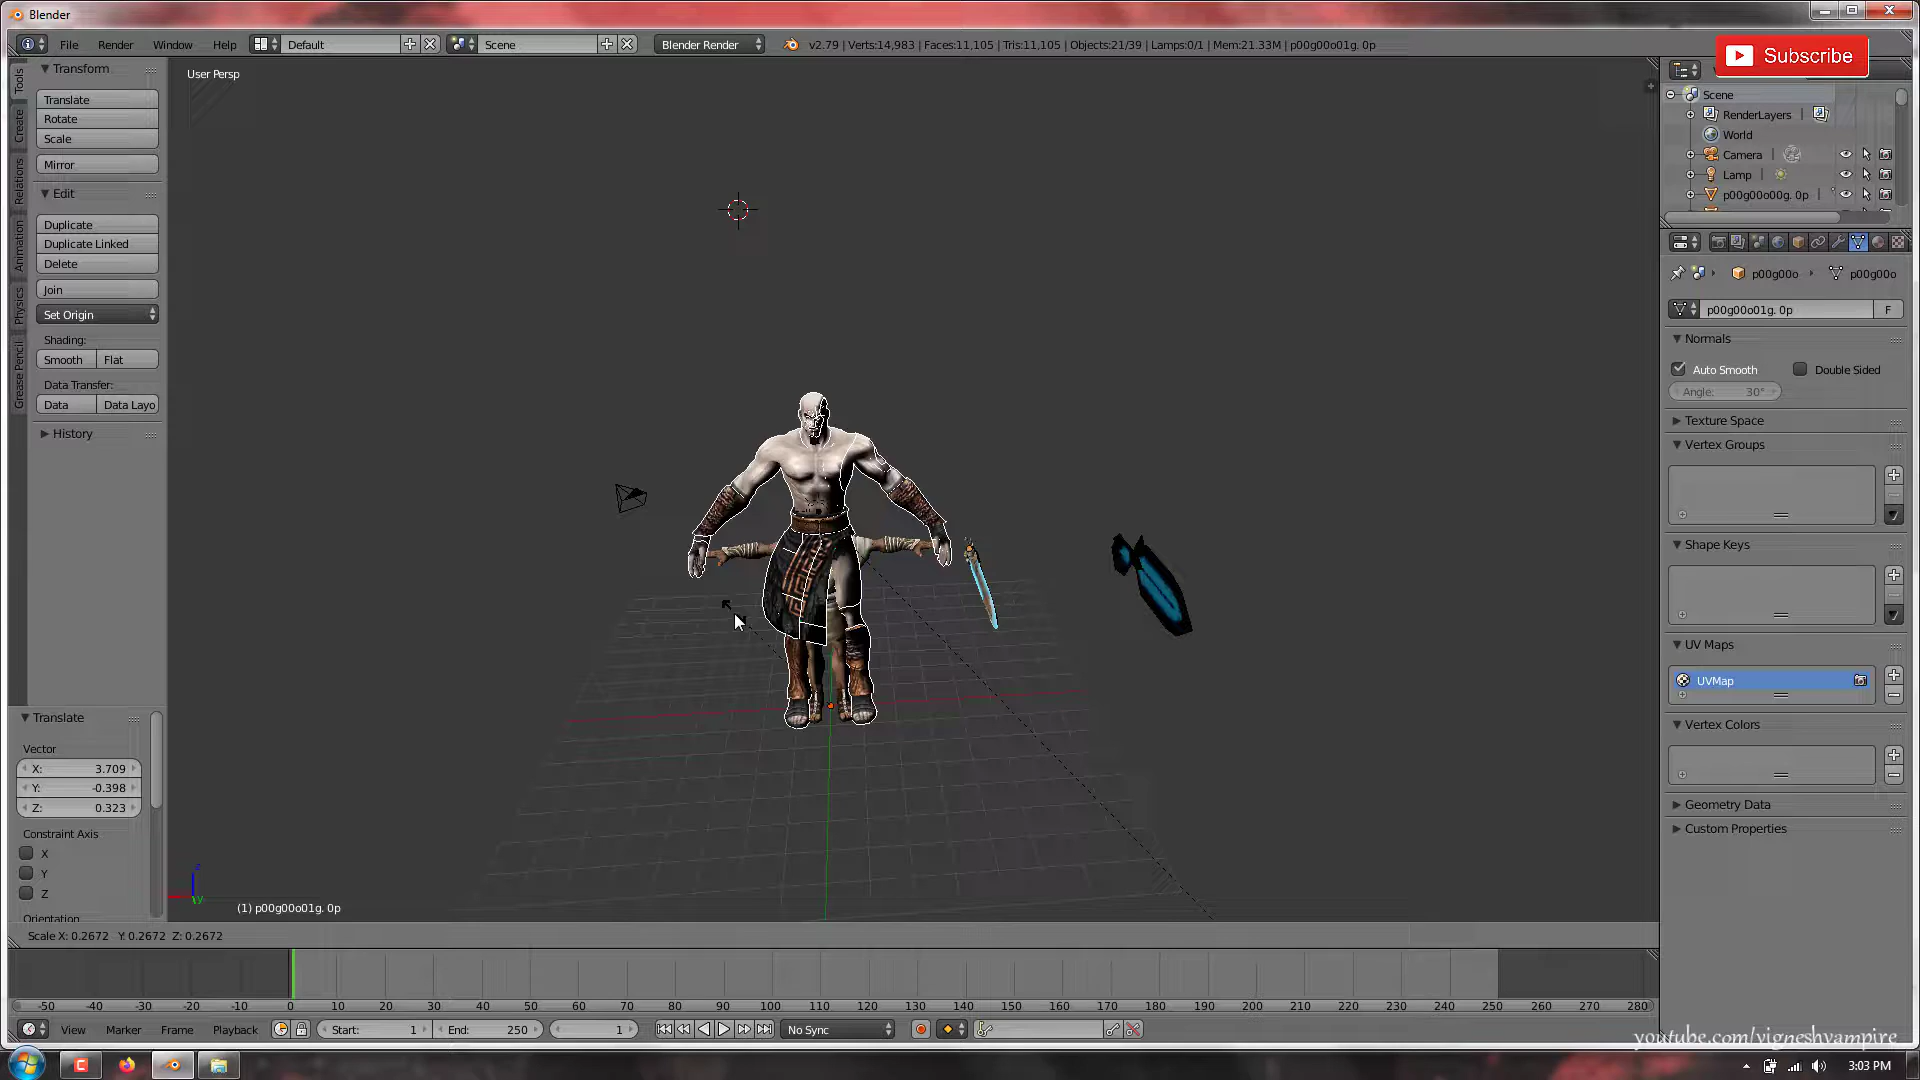 Blender
File Render Window Help Default Scene Blender Render v2.79 | Verts:14,983 | Faces:11,105 | Tris:11,105 | Objects:21/39 | Lamps:0/1 | Mem:21.33M | p00g00o01g. 0p
Subscribe
Tools
Create
Relations
Animation
Physics
Grease Pencil
Transform
Translate
Rotate
Scale
Mirror
Edit
Duplicate
Duplicate Linked
Delete
Join
Set Origin
Shading:
Smooth Flat
Data Transfer:
Data Data Layo
History
Translate
Vector
X: 3.709
Y: -0.398
Z: 0.323
Constraint Axis
X
Y
Z
Orientation
User Persp
z
y
(1) p00g00o01g. 0p
Scale X: 0.2672 Y: 0.2672 Z: 0.2672
Scene
RenderLayers
World
Camera
Lamp
p00g00o00g. 0p
p00g00o p00g00o
p00g00o01g. 0p F
Normals
Auto Smooth Double Sided
Angle: 30°
Texture Space
Vertex Groups
Shape Keys
UV Maps
UVMap
Vertex Colors
Geometry Data
Custom Properties
-50 -40 -30 -20 -10 0 10 20 30 40 50 60 70 80 90 100 110 120 130 140 150 160 170 180 190 200 210 220 230 240 250 260 270 280
View Marker Frame Playback Start: 1 End: 250 1 No Sync
youtube.com/vigneshvampire
3:03 PM